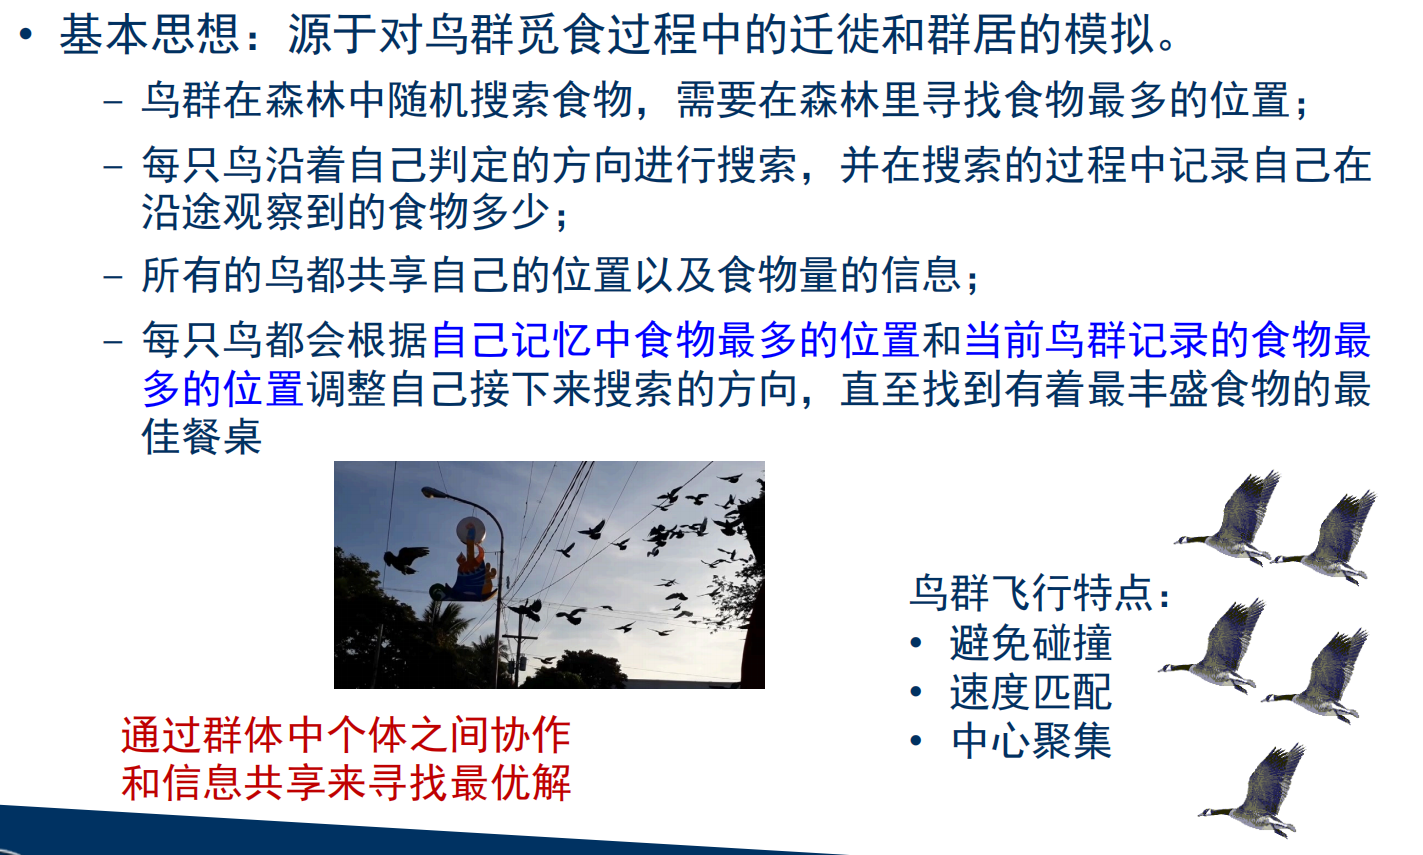 • 基本思想：源于对鸟群觅食过程中的迁徙和群居的模拟。
– 鸟群在森林中随机搜索食物，需要在森林里寻找食物最多的位置；
– 每只鸟沿着自己判定的方向进行搜索，并在搜索的过程中记录自己在
沿途观察到的食物多少；
– 所有的鸟都共享自己的位置以及食物量的信息；
– 每只鸟都会根据自己记忆中食物最多的位置和当前鸟群记录的食物最
多的位置调整自己接下来搜索的方向，直至找到有着最丰盛食物的最
佳餐桌
鸟群飞行特点：
• 避免碰撞
• 速度匹配
• 中心聚集
通过群体中个体之间协作
和信息共享来寻找最优解